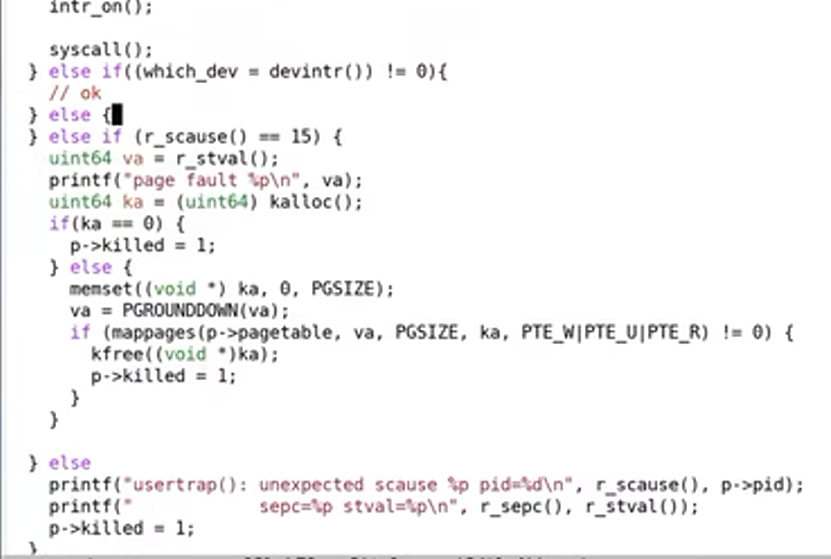 intr_on();
syscall();
} else if((which_dev = devintr()) != 0){
// ok
} else {
} else if (r_scause() == 15) {
uint64 va = r_stval();
printf("page fault %p\n", va);
uint64 ka = (uint64) kalloc();
if(ka == 0) {
p->killed = 1;
} else {
memset((void *) ka, 0, PGSIZE);
va = PGROUNDDOWN(va);
if (mappages(p->pagetable, va, PGSIZE, ka, PTE_W|PTE_U|PTE_R) != 0) {
kfree((void *)ka);
p->killed = 1;
}
}
} else
printf("usertrap(): unexpected scause %p pid=%d\n", r_scause(), p->pid);
printf("            sepc=%p stval=%p\n", r_sepc(), r_stval());
p->killed = 1;
}